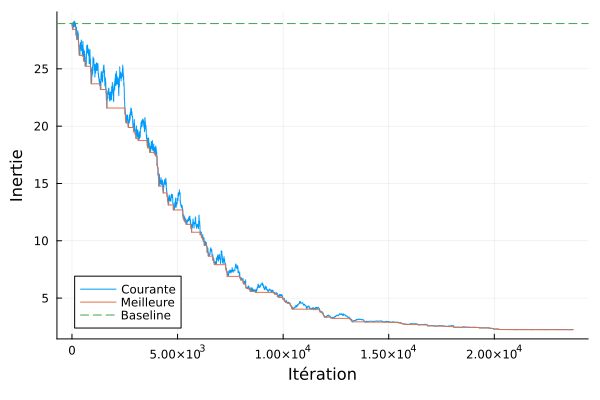 Inertie
25
20
15
10
5
Courante
Meilleure
Baseline
0 5.00×10³ 1.00×10⁴ 1.50×10⁴ 2.00×10⁴
Itération